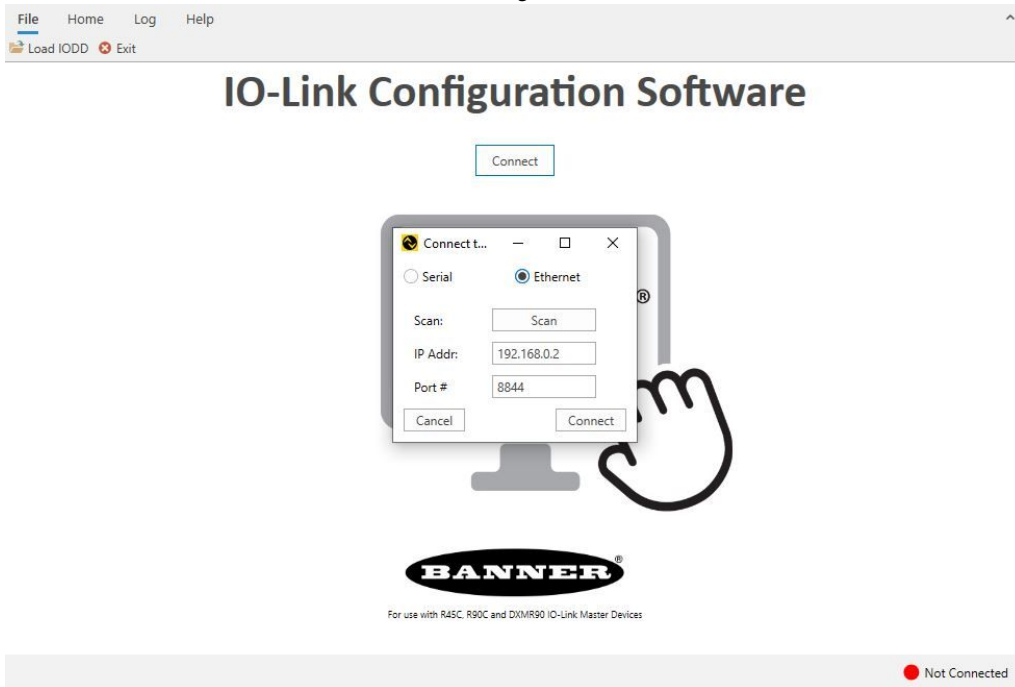 File Home Log Help
Load IODD Exit
IO-Link Configuration Software
Connect
Connect t...
Serial Ethernet
®
Scan: Scan
IP Addr: 192.168.0.2
Port # 8844
Cancel Connect
BANNER®
For use with R45C, R90C and DXMR90 IO-Link Master Devices
Not Connected